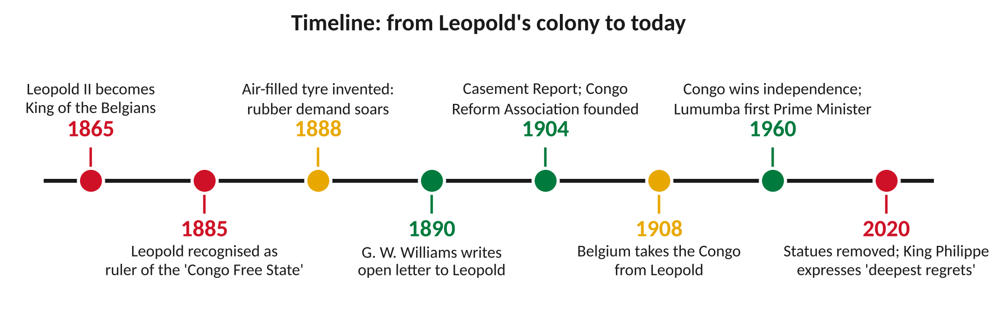 Timeline: from Leopold's colony to today
Leopold II becomes
King of the Belgians
1865
Leopold recognised as
ruler of the 'Congo Free State'
1885
Air-filled tyre invented:
rubber demand soars
1888
1890
G. W. Williams writes
open letter to Leopold
Casement Report; Congo
Reform Association founded
1904
1908
Belgium takes the Congo
from Leopold
Congo wins independence;
Lumumba first Prime Minister
1960
2020
Statues removed; King Philippe
expresses 'deepest regrets'